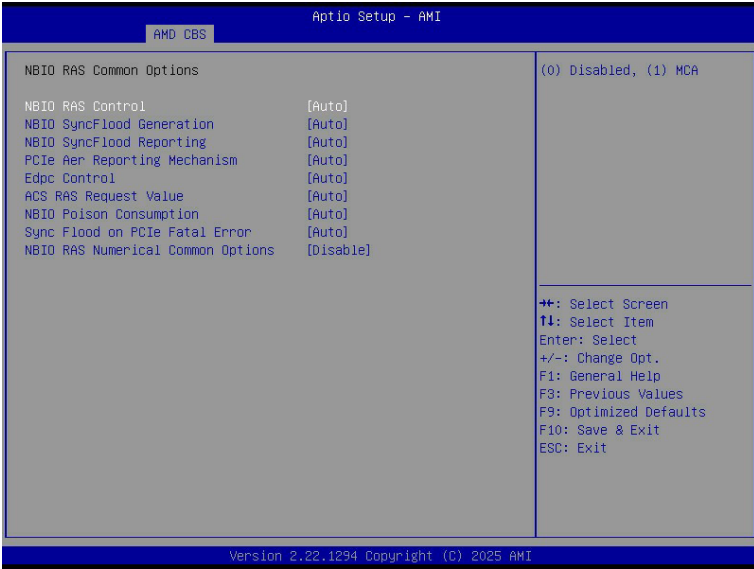 Aptio Setup – AMI
AMD CBS
NBIO RAS Common Options
NBIO RAS Control [Auto]
NBIO SyncFlood Generation [Auto]
NBIO SyncFlood Reporting [Auto]
PCIe Aer Reporting Mechanism [Auto]
Edpc Control [Auto]
ACS RAS Request Value [Auto]
NBIO Poison Consumption [Auto]
Sync Flood on PCIe Fatal Error [Auto]
NBIO RAS Numerical Common Options [Disable]
(0) Disabled, (1) MCA
→←: Select Screen
↑↓: Select Item
Enter: Select
+/-: Change Opt.
F1: General Help
F3: Previous Values
F9: Optimized Defaults
F10: Save & Exit
ESC: Exit
Version 2.22.1294 Copyright (C) 2025 AMI